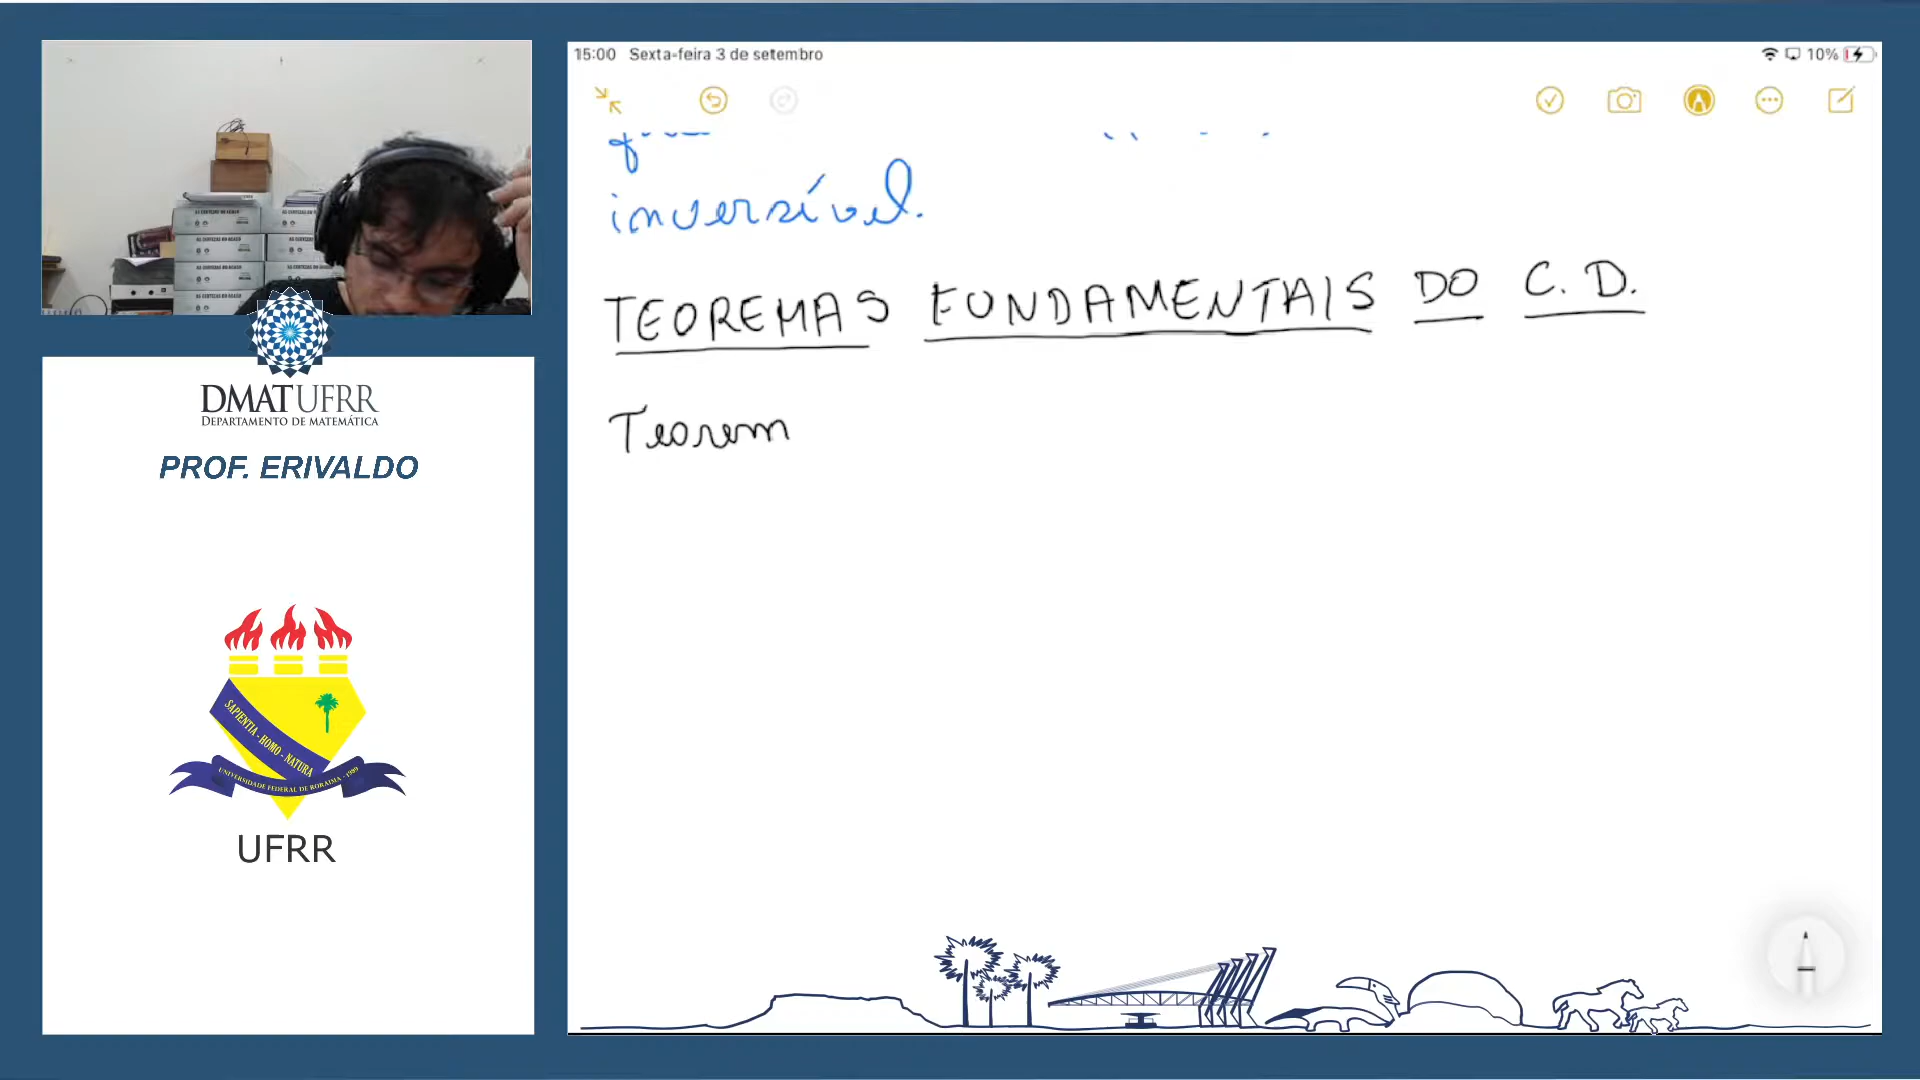 15:00 Sexta-feira 3 de setembro
10%
inversível.
TEOREMAS FUNDAMENTAIS DO C. D.
Teorem
DMATUFRR
DEPARTAMENTO DE MATEMÁTICA
PROF. ERIVALDO
SAPIENTIA - HOMO - NATURA
UNIVERSIDADE FEDERAL DE RORAIMA - 1989
UFRR